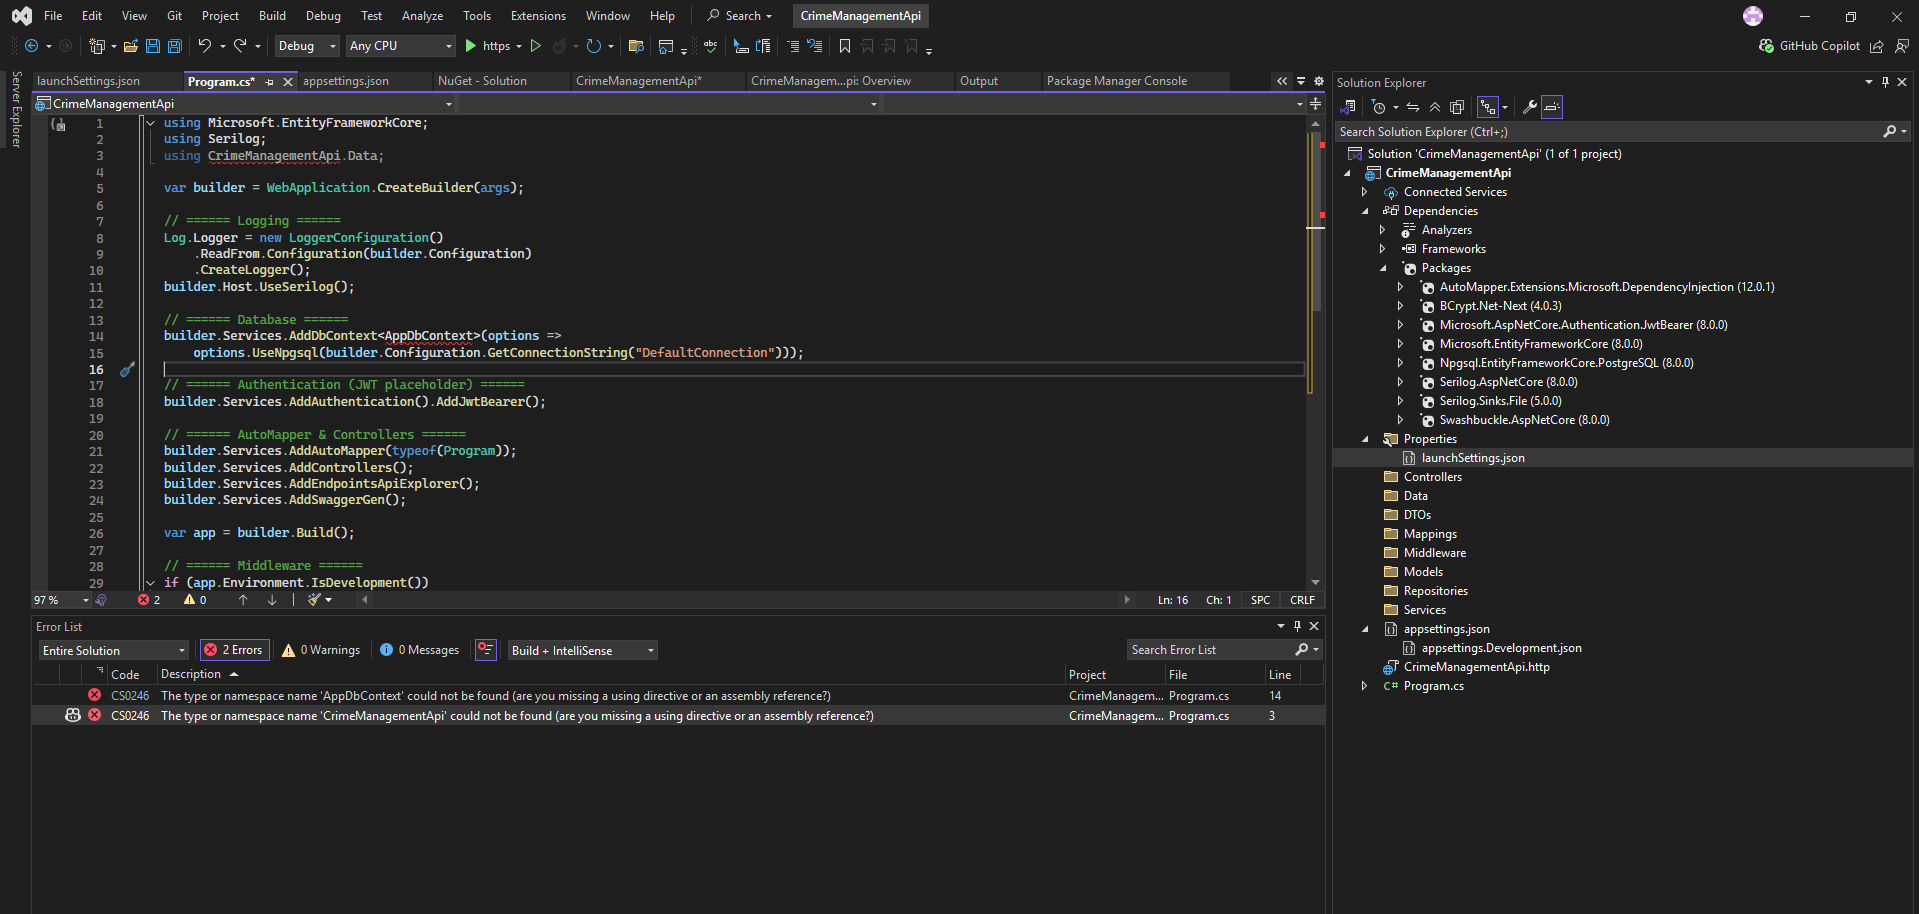 File Edit View Git Project Build Debug Test Analyze Tools Extensions Window Help Search CrimeManagementApi
Debug Any CPU https GitHub Copilot
Server Explorer
launchSettings.json Program.cs* appsettings.json NuGet - Solution CrimeManagementApi* CrimeManagem...pi: Overview Output Package Manager Console
CrimeManagementApi
1 using Microsoft.EntityFrameworkCore;
2 using Serilog;
3 using CrimeManagementApi.Data;
4
5 var builder = WebApplication.CreateBuilder(args);
6
7 // ====== Logging ======
8 Log.Logger = new LoggerConfiguration()
9 .ReadFrom.Configuration(builder.Configuration)
10 .CreateLogger();
11 builder.Host.UseSerilog();
12
13 // ====== Database ======
14 builder.Services.AddDbContext<AppDbContext>(options =>
15 options.UseNpgsql(builder.Configuration.GetConnectionString("DefaultConnection")));
16
17 // ====== Authentication (JWT placeholder) ======
18 builder.Services.AddAuthentication().AddJwtBearer();
19
20 // ====== AutoMapper & Controllers ======
21 builder.Services.AddAutoMapper(typeof(Program));
22 builder.Services.AddControllers();
23 builder.Services.AddEndpointsApiExplorer();
24 builder.Services.AddSwaggerGen();
25
26 var app = builder.Build();
27
28 // ====== Middleware ======
29 if (app.Environment.IsDevelopment())
97 % 2 0 Ln: 16 Ch: 1 SPC CRLF
Error List
Entire Solution 2 Errors 0 Warnings 0 Messages Build + IntelliSense Search Error List
Code Description Project File Line
CS0246 The type or namespace name 'AppDbContext' could not be found (are you missing a using directive or an assembly reference?) CrimeManagem... Program.cs 14
CS0246 The type or namespace name 'CrimeManagementApi' could not be found (are you missing a using directive or an assembly reference?) CrimeManagem... Program.cs 3
Solution Explorer
Search Solution Explorer (Ctrl+;)
Solution 'CrimeManagementApi' (1 of 1 project)
CrimeManagementApi
Connected Services
Dependencies
Analyzers
Frameworks
Packages
AutoMapper.Extensions.Microsoft.DependencyInjection (12.0.1)
BCrypt.Net-Next (4.0.3)
Microsoft.AspNetCore.Authentication.JwtBearer (8.0.0)
Microsoft.EntityFrameworkCore (8.0.0)
Npgsql.EntityFrameworkCore.PostgreSQL (8.0.0)
Serilog.AspNetCore (8.0.0)
Serilog.Sinks.File (5.0.0)
Swashbuckle.AspNetCore (8.0.0)
Properties
launchSettings.json
Controllers
Data
DTOs
Mappings
Middleware
Models
Repositories
Services
appsettings.json
appsettings.Development.json
CrimeManagementApi.http
C# Program.cs